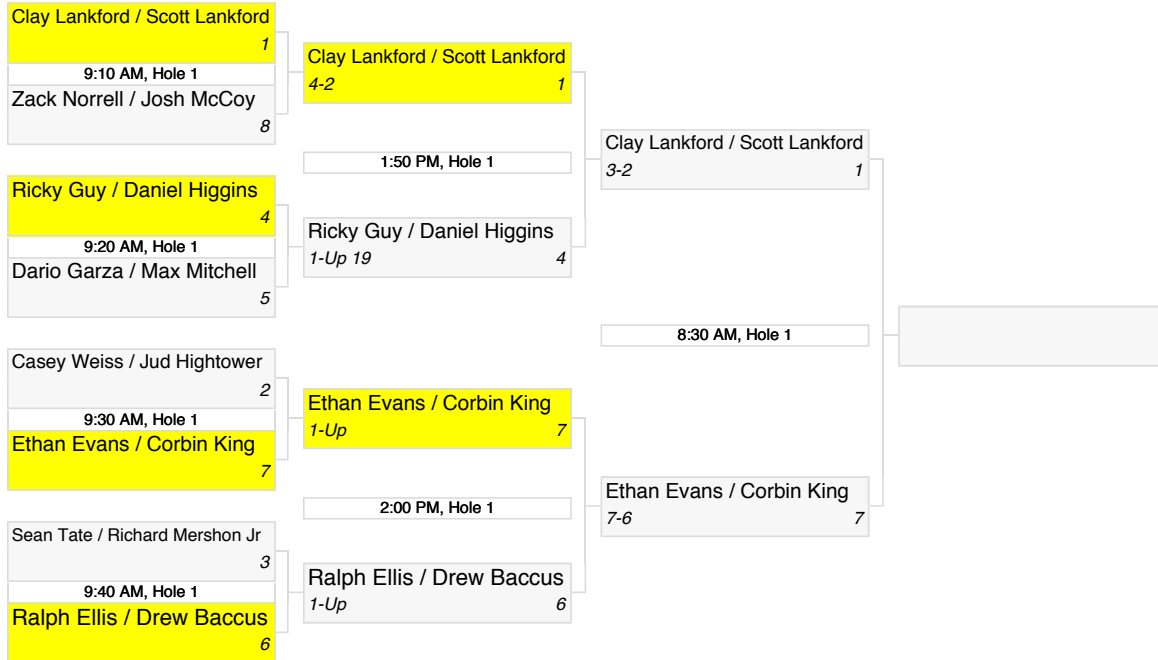 Clay Lankford / Scott Lankford
1
9:10 AM, Hole 1
Zack Norrell / Josh McCoy
8
Ricky Guy / Daniel Higgins
4
9:20 AM, Hole 1
Dario Garza / Max Mitchell
5
Casey Weiss / Jud Hightower
2
9:30 AM, Hole 1
Ethan Evans / Corbin King
7
Sean Tate / Richard Mershon Jr
3
9:40 AM, Hole 1
Ralph Ellis / Drew Baccus
6
Clay Lankford / Scott Lankford
4-2 1
1:50 PM, Hole 1
Ricky Guy / Daniel Higgins
1-Up 19 4
Ethan Evans / Corbin King
1-Up 7
2:00 PM, Hole 1
Ralph Ellis / Drew Baccus
1-Up 6
Clay Lankford / Scott Lankford
3-2 1
8:30 AM, Hole 1
Ethan Evans / Corbin King
7-6 7